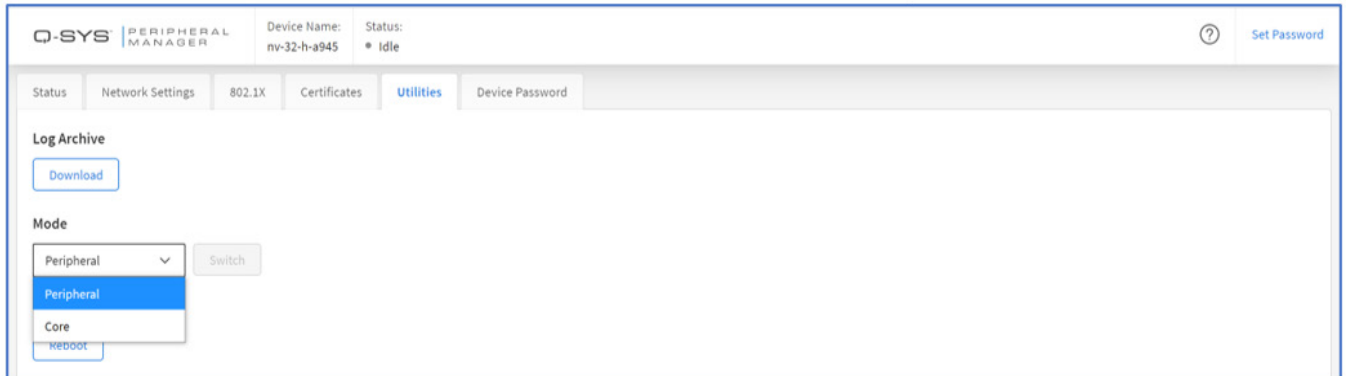 Q-SYS PERIPHERAL MANAGER
Device Name:
nv-32-h-a945
Status:
Idle
?
Set Password
Status
Network Settings
802.1X
Certificates
Utilities
Device Password
Log Archive
Download
Mode
Peripheral
Switch
Peripheral
Core
Reboot